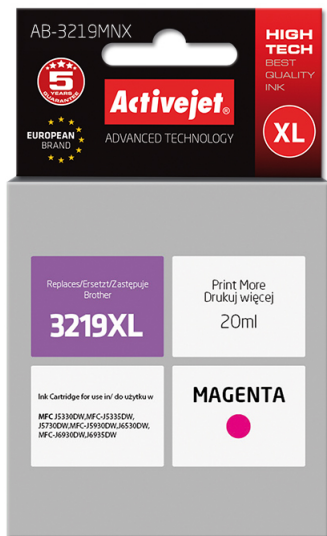 AB-3219MNX
HIGH
TECH
BEST
QUALITY
INK
5
YEARS
GUARANTEE
Activejet®
EUROPEAN
BRAND
ADVANCED TECHNOLOGY
XL
Replaces/Ersetzt/Zastępuje
Brother
3219XL
Print More
Drukuj więcej
20ml
Ink Cartridge for use in/ do użytku w
MFC J5330DW,MFC-J5335DW,
J5730DW,MFC-J5930DW,J6530DW,
MFC-J6930DW,J6935DW
MAGENTA